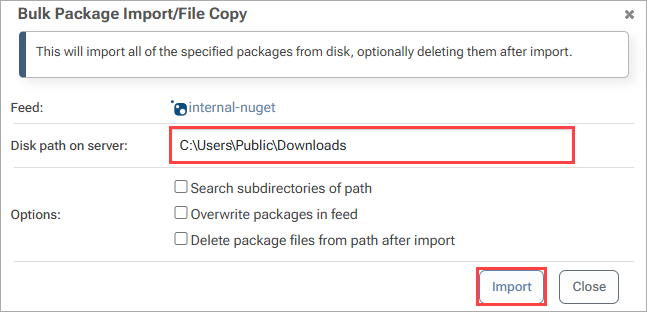 Bulk Package Import/File Copy
This will import all of the specified packages from disk, optionally deleting them after import.
Feed: internal-nuget
Disk path on server: C:\Users\Public\Downloads
Search subdirectories of path
Options: Overwrite packages in feed
Delete package files from path after import
Import Close